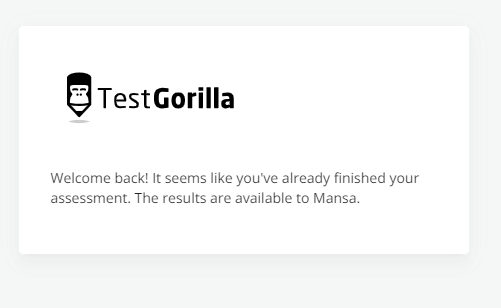 TestGorilla
Welcome back! It seems like you've already finished your
assessment. The results are available to Mansa.